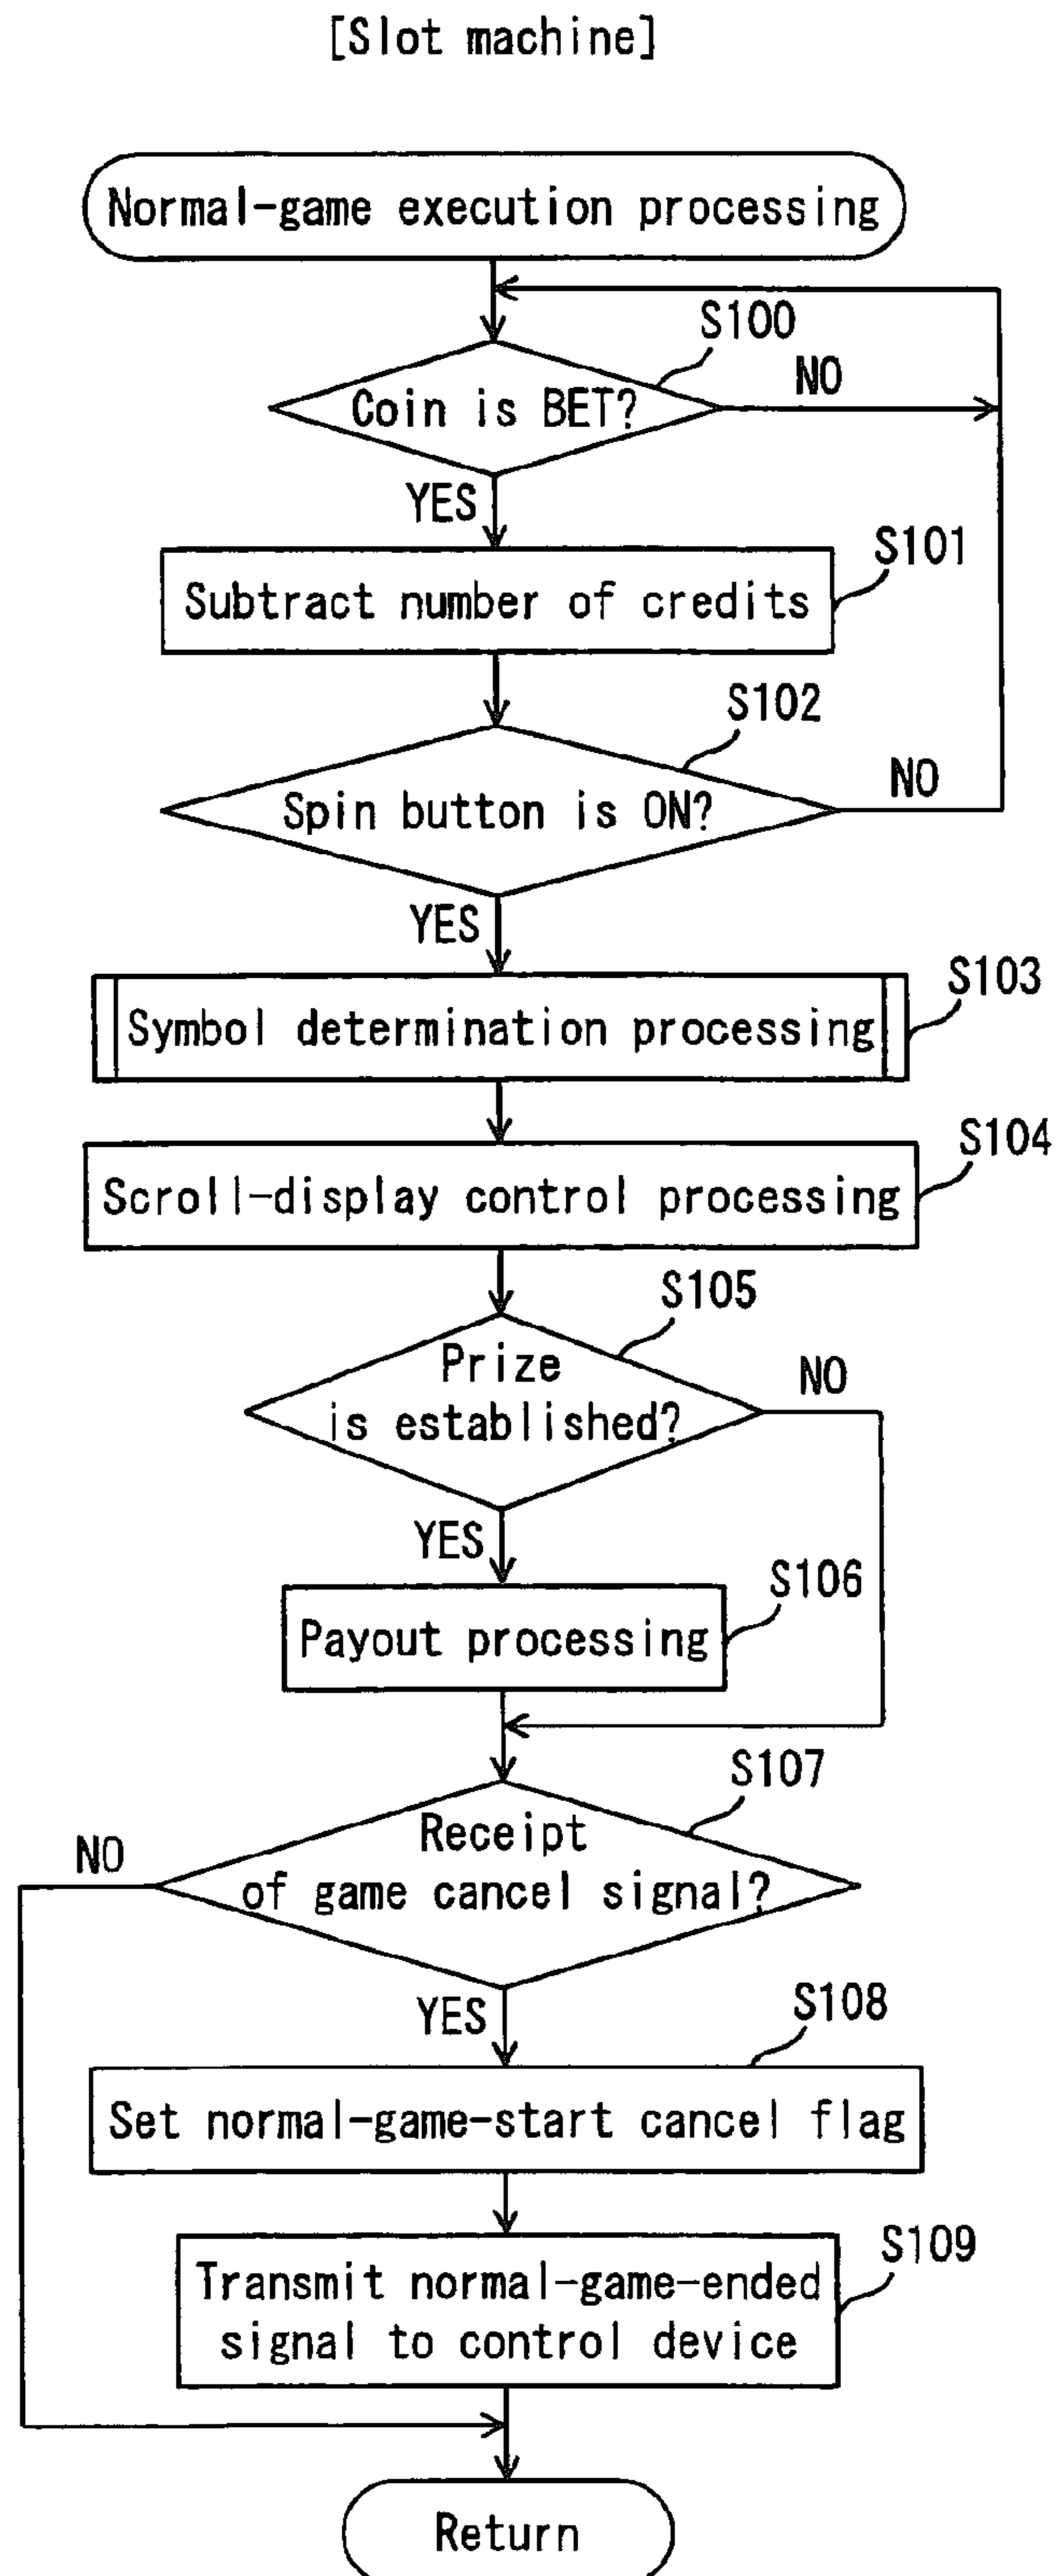 [Slot machine]
Normal-game execution processing
S100
Coin is BET?
NO
YES
S101
Subtract number of credits
S102
Spin button is ON?
NO
YES
S103
Symbol determination processing
S104
Scroll-display control processing
S105
Prize
is established?
NO
YES
S106
Payout processing
S107
Receipt
of game cancel signal?
NO
YES
S108
Set normal-game-start cancel flag
S109
Transmit normal-game-ended
signal to control device
Return